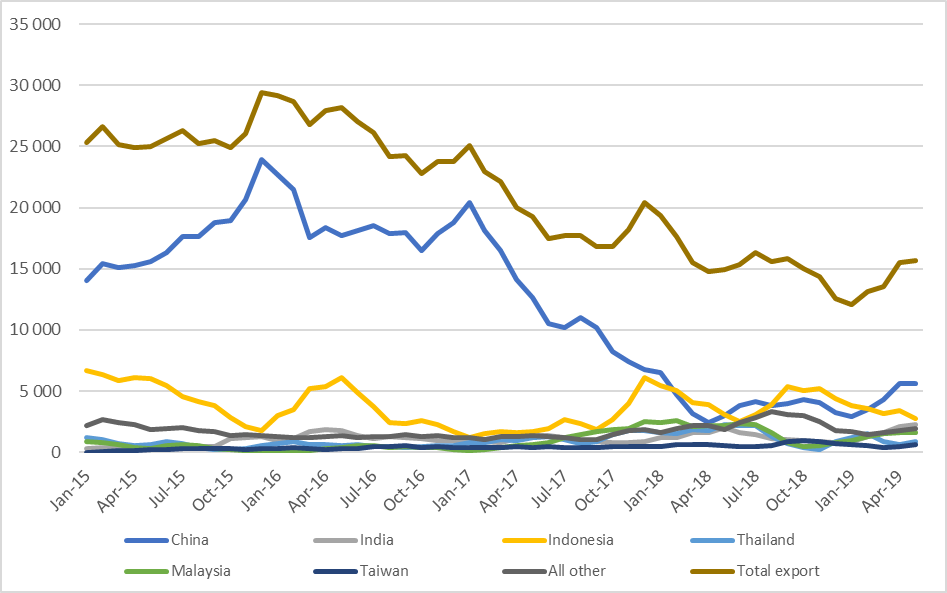 35 000
30 000
25 000
20 000
15 000
10 000
5 000
0
Jan-15 Apr-15 Jul-15 Oct-15 Jan-16 Apr-16 Jul-16 Oct-16 Jan-17 Apr-17 Jul-17 Oct-17 Jan-18 Apr-18 Jul-18 Oct-18 Jan-19 Apr-19
China India Indonesia Thailand
Malaysia Taiwan All other Total export